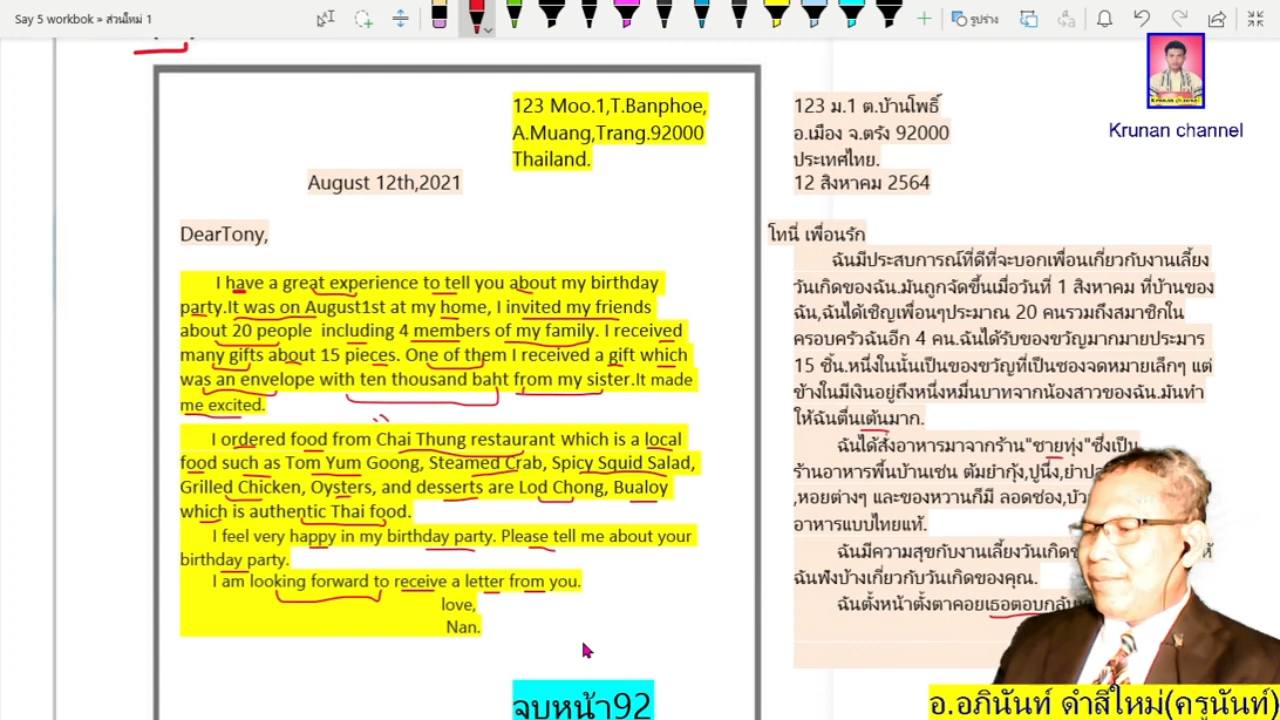 Say 5 workbok » ส่วนใหม่ 1
รูปร่าง
Krunan channel
123 Moo.1,T.Banphoe,
A.Muang,Trang.92000
Thailand.
August 12th,2021
DearTony,
I have a great experience to tell you about my birthday
party.It was on August1st at my home, I invited my friends
about 20 people including 4 members of my family. I received
many gifts about 15 pieces. One of them I received a gift which
was an envelope with ten thousand baht from my sister.It made
me excited.
I ordered food from Chai Thung restaurant which is a local
food such as Tom Yum Goong, Steamed Crab, Spicy Squid Salad,
Grilled Chicken, Oysters, and desserts are Lod Chong, Bualoy
which is authentic Thai food.
I feel very happy in my birthday party. Please tell me about your
birthday party.
I am looking forward to receive a letter from you.
love,
Nan.
จบหน้า92
123 ม.1 ต.บ้านโพธิ์
อ.เมือง จ.ตรัง 92000
ประเทศไทย.
12 สิงหาคม 2564
โทนี่ เพื่อนรัก
ฉันมีประสบการณ์ที่ดีที่จะบอกเพื่อนเกี่ยวกับงานเลี้ยง
วันเกิดของฉัน.มันถูกจัดขึ้นเมื่อวันที่ 1 สิงหาคม ที่บ้านของ
ฉัน,ฉันได้เชิญเพื่อนๆประมาณ 20 คนรวมถึงสมาชิกใน
ครอบครัวฉันอีก 4 คน.ฉันได้รับของขวัญมากมายประมาร
15 ชิ้น.หนึ่งในนั้นเป็นของขวัญที่เป็นซองจดหมายเล็กๆ แต่
ข้างในมีเงินอยู่ถึงหนึ่งหมื่นบาทจากน้องสาวของฉัน.มันทำ
ให้ฉันตื่นเต้นมาก.
ฉันได้สั่งอาหารมาจากร้าน"ชายทุ่ง"ซึ่งเป็น
ร้านอาหารพื้นบ้านเช่น ต้มยำกุ้ง,ปูนึ่ง,ยำปลา
,หอยต่างๆ และของหวานก็มี ลอดช่อง,บัว
อาหารแบบไทยแท้.
ฉันมีความสุขกับงานเลี้ยงวันเกิด
ฉันฟังบ้างเกี่ยวกับวันเกิดของคุณ.
ฉันตั้งหน้าตั้งตาคอยเธอตอบกลับ
อ.อภินันท์ ดำสีใหม่(ครูนันท์)